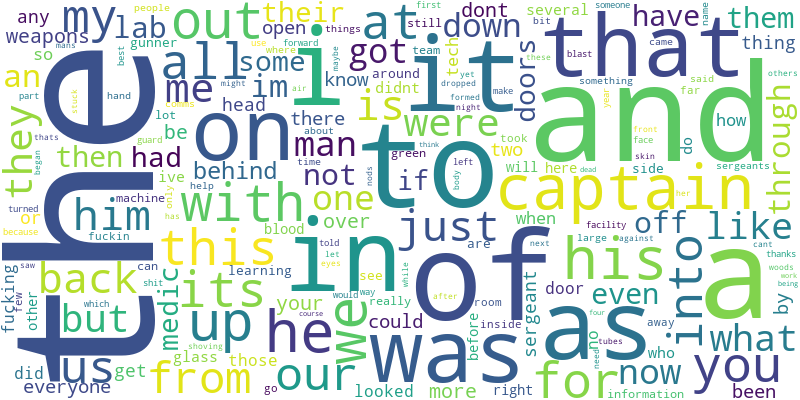 the
and
to
of
i
in
a
it
was
that
as
on
captain
he
his
we
up
at
all
my
out
this
with
you
for
from
just
him
its
us
our
they
but
back
me
is
were
into
now
like
off
what
even
through
down
them
have
their
lab
an
some
got
man
not
one
had
then
be
im
if
or
any
weapons
so
gunner
open
dont
several
thing
tech
doors
know
around
didnt
there
head
behind
ive
over
blood
learning
your
could
see
when
are
really
looked
more
right
before
inside
room
door
sergeant
no
who
away
by
been
information
medic
glass
those
get
did
everyone
other
few
fucking
fuckin
machine
can
shit
which
saw
turned
because
only
has
help
time
about
green
two
took
will
here
side
do
how
far
said
face
skin
sergeants
dead
her
front
year
need
tubes
four
facility
large
against
cant
thanks
woods
work
being
next
after
while
way
would
let
told
eyes
go
course
shoving
might
air
use
where
forward
maybe
team
still
first
things
people
best
mans
lot
hand
part
stuck
thats
began
guard
comms
nods
body
left
think
night
formed
dropped
yet
make
these
blast
came
something
someone
name
bit
others